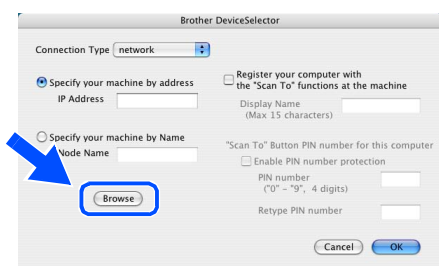 Brother DeviceSelector
Connection Type network
Specify your machine by address
IP Address
Specify your machine by Name
Node Name
Browse
Register your computer with
the "Scan To" functions at the machine
Display Name
(Max 15 characters)
"Scan To" Button PIN number for this computer
Enable PIN number protection
PIN number
("0" - "9", 4 digits)
Retype PIN number
Cancel OK